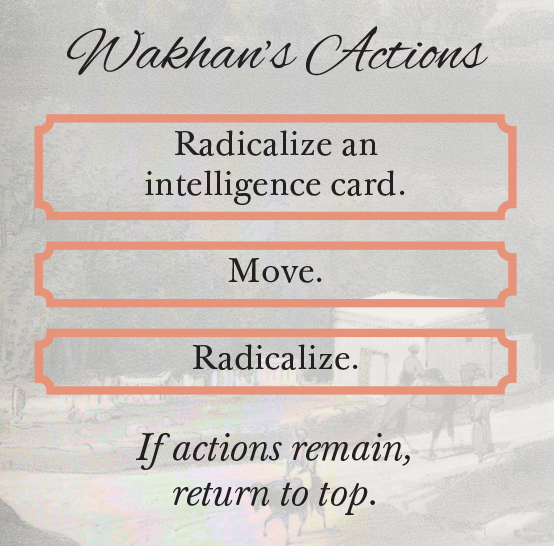 Wakhan's Actions
Radicalize an
intelligence card.
Move.
Radicalize.
If actions remain,
return to top.